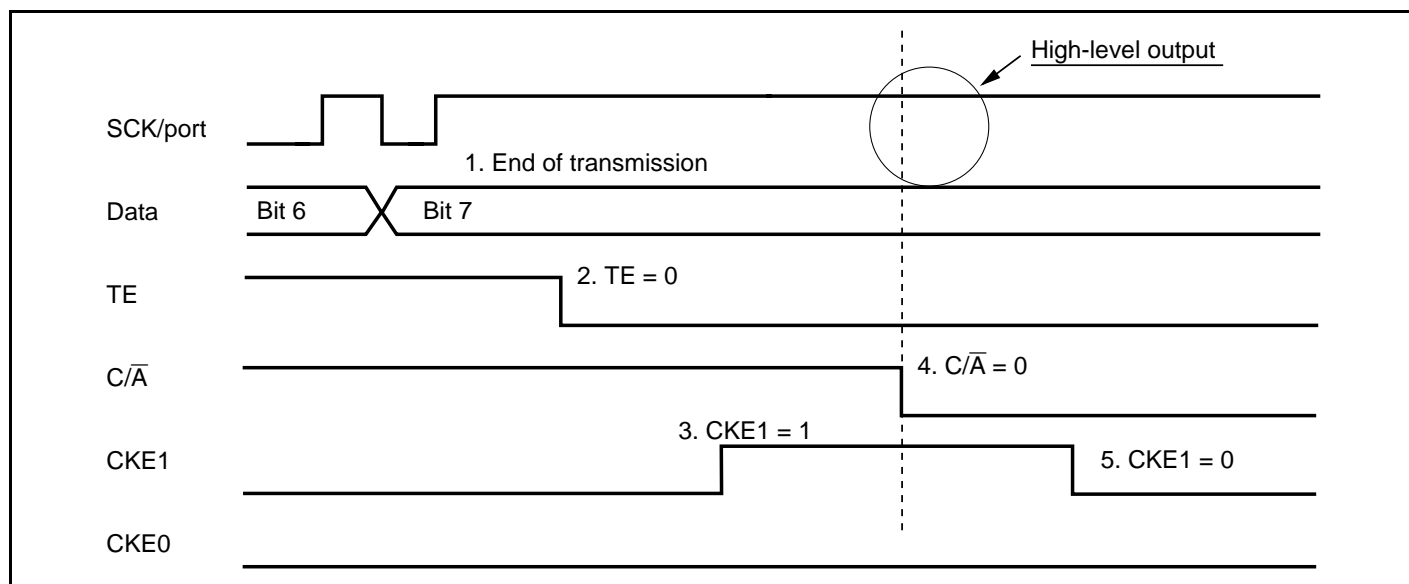 High-level output
SCK/port
1. End of transmission
Data
Bit 6
Bit 7
TE
2. TE = 0
C/A̅
4. C/A̅ = 0
3. CKE1 = 1
CKE1
5. CKE1 = 0
CKE0